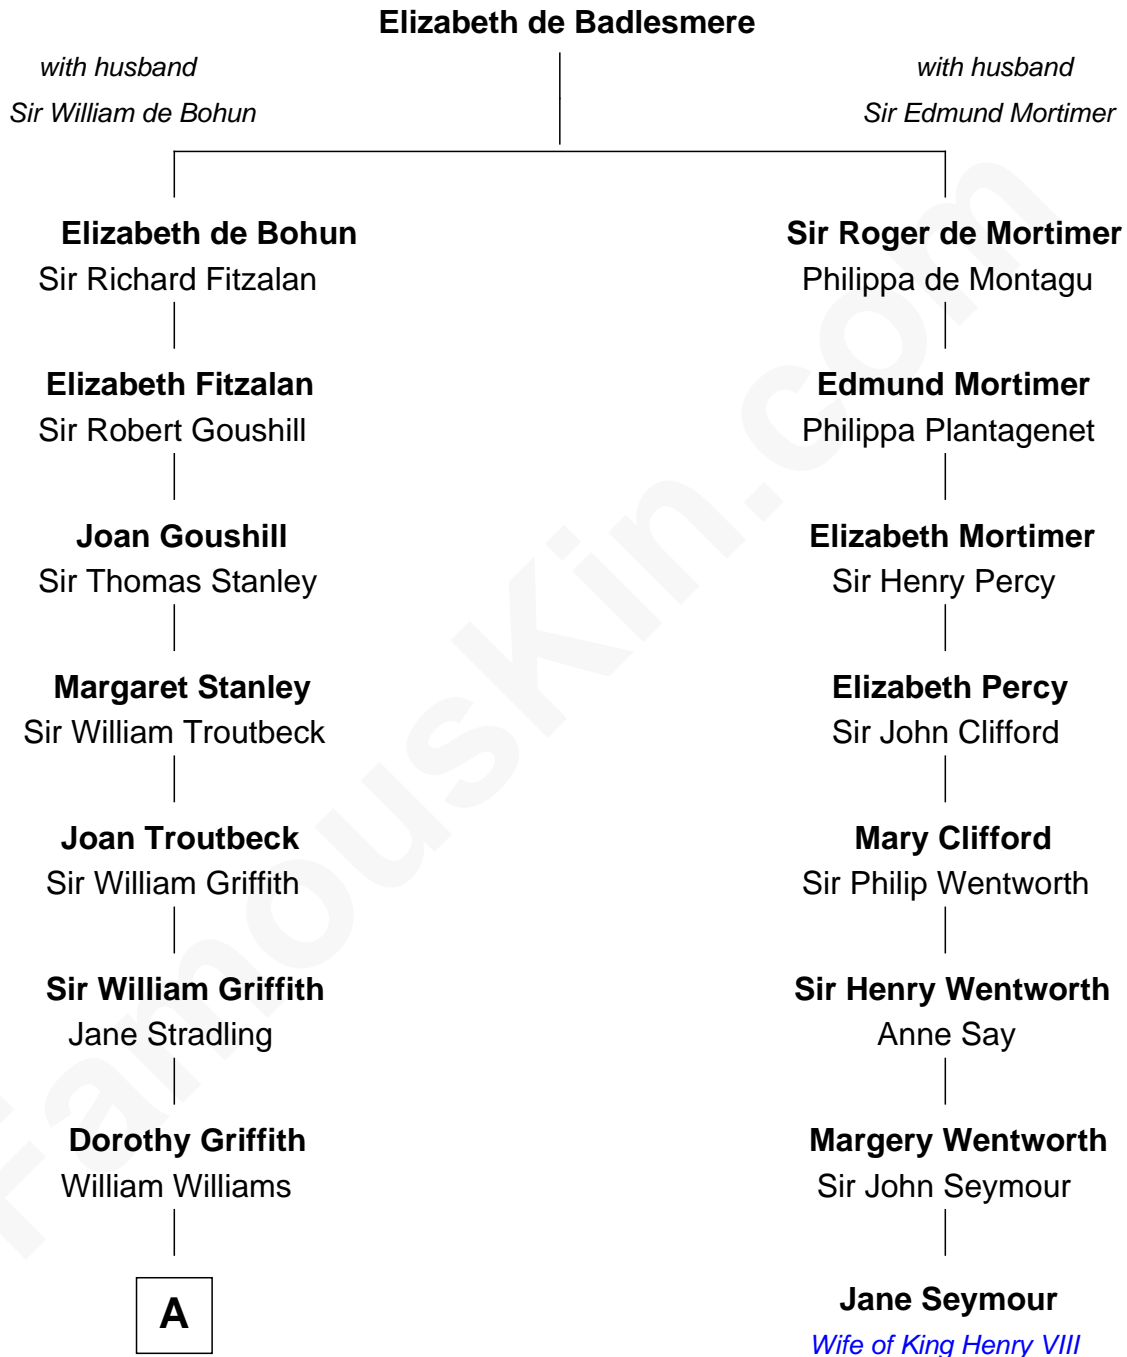 Elizabeth de Badlesmere
with husband
Sir William de Bohun
with husband
Sir Edmund Mortimer
Elizabeth de Bohun
Sir Richard Fitzalan
Sir Roger de Mortimer
Philippa de Montagu
Elizabeth Fitzalan
Sir Robert Goushill
Edmund Mortimer
Philippa Plantagenet
Joan Goushill
Sir Thomas Stanley
Elizabeth Mortimer
Sir Henry Percy
Margaret Stanley
Sir William Troutbeck
Elizabeth Percy
Sir John Clifford
Joan Troutbeck
Sir William Griffith
Mary Clifford
Sir Philip Wentworth
Sir William Griffith
Jane Stradling
Sir Henry Wentworth
Anne Say
Dorothy Griffith
William Williams
Margery Wentworth
Sir John Seymour
A
Jane Seymour
Wife of King Henry VIII
FamousKin.com